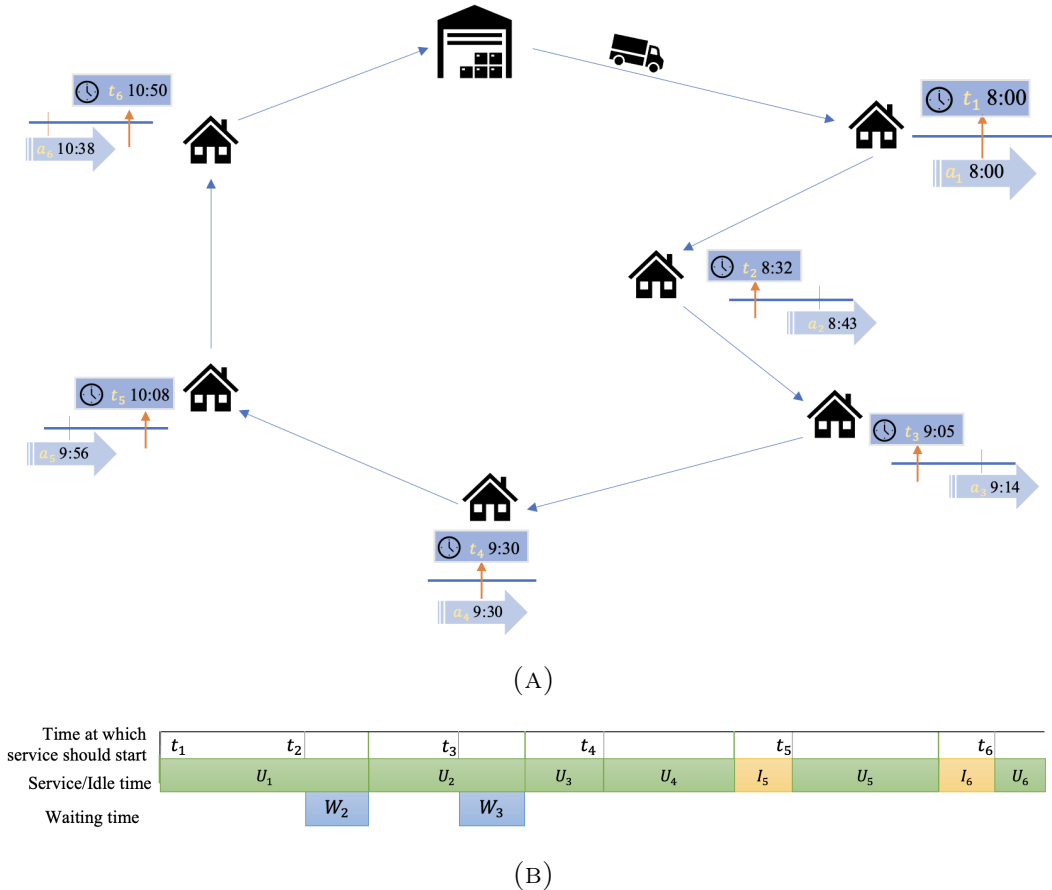 t₆ 10:50
a₆ 10:38
t₁ 8:00
a₁ 8:00
t₂ 8:32
a₂ 8:43
t₅ 10:08
a₅ 9:56
t₃ 9:05
a₃ 9:14
t₄ 9:30
a₄ 9:30
(A)
Time at which
service should start
t₁ t₂ t₃ t₄ t₅ t₆
Service/Idle time U₁ U₂ U₃ U₄ I₅ U₅ I₆ U₆
Waiting time W₂ W₃
(B)